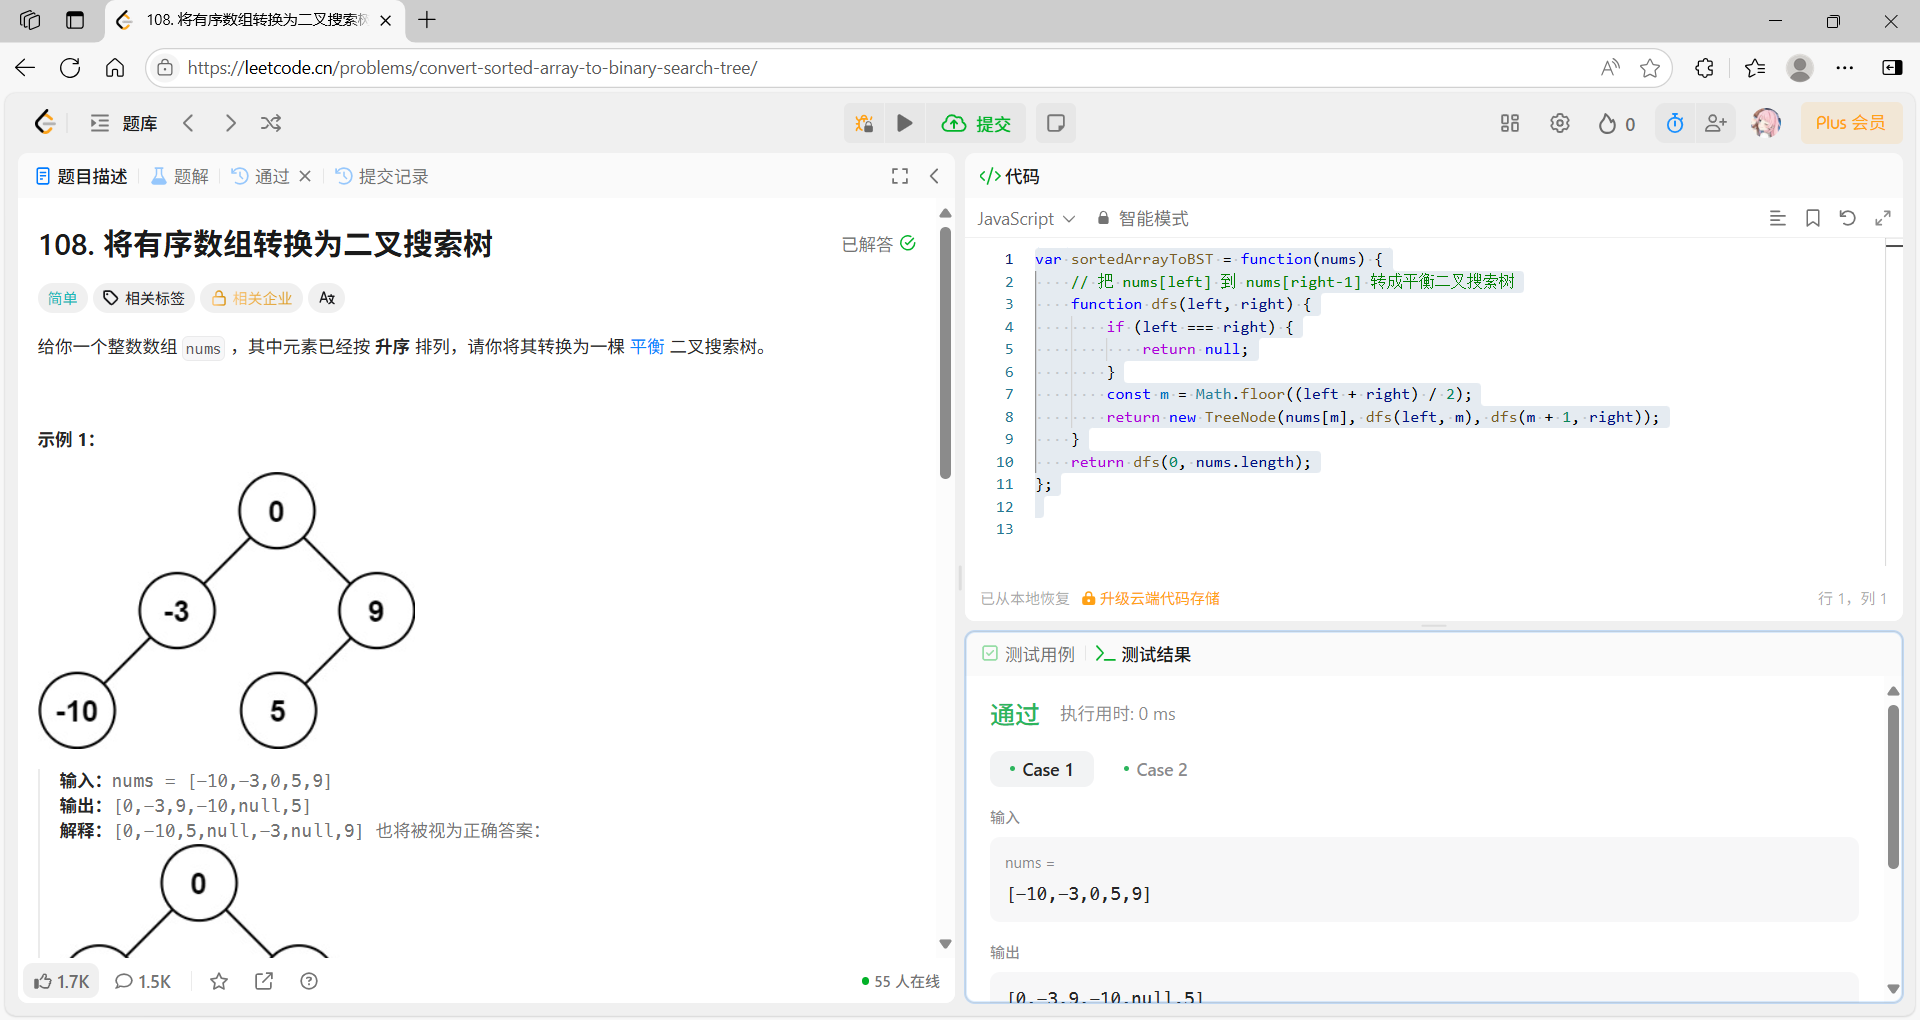 108. 将有序数组转换为二叉搜索树
https://leetcode.cn/problems/convert-sorted-array-to-binary-search-tree/
题库
提交
0
Plus 会员
题目描述
题解
通过
提交记录
108. 将有序数组转换为二叉搜索树
已解答
简单
相关标签
相关企业
给你一个整数数组 nums ，其中元素已经按 升序 排列，请你将其转换为一棵 平衡 二叉搜索树。
示例 1：
0
-3
9
-10
5
输入：nums = [-10,-3,0,5,9]
输出：[0,-3,9,-10,null,5]
解释：[0,-10,5,null,-3,null,9] 也将被视为正确答案：
0
1.7K
1.5K
55 人在线
</> 代码
JavaScript
智能模式
1 var sortedArrayToBST = function(nums) {
2 // 把 nums[left] 到 nums[right-1] 转成平衡二叉搜索树
3 function dfs(left, right) {
4 if (left === right) {
5 return null;
6 }
7 const m = Math.floor((left + right) / 2);
8 return new TreeNode(nums[m], dfs(left, m), dfs(m + 1, right));
9 }
10 return dfs(0, nums.length);
11 };
12
13
已从本地恢复
升级云端代码存储
行 1，列 1
测试用例
测试结果
通过
执行用时: 0 ms
Case 1
Case 2
输入
nums =
[-10,-3,0,5,9]
输出
[0,-3,9,-10,null,5]